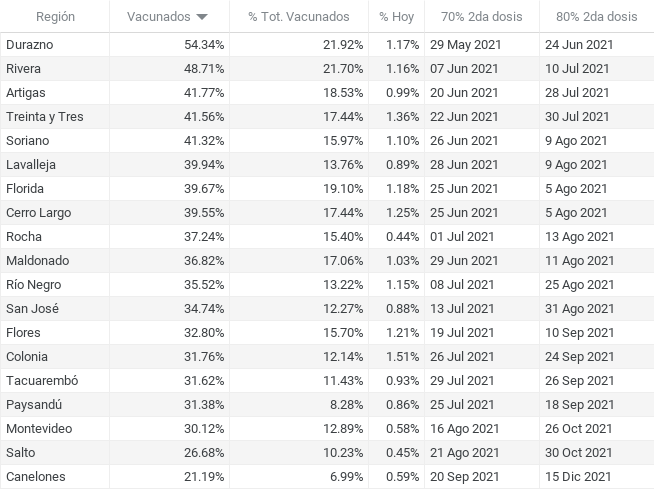 Región Vacunados % Tot. Vacunados % Hoy 70% 2da dosis 80% 2da dosis
Durazno 54.34% 21.92% 1.17% 29 May 2021 24 Jun 2021
Rivera 48.71% 21.70% 1.16% 07 Jun 2021 10 Jul 2021
Artigas 41.77% 18.53% 0.99% 20 Jun 2021 28 Jul 2021
Treinta y Tres 41.56% 17.44% 1.36% 22 Jun 2021 30 Jul 2021
Soriano 41.32% 15.97% 1.10% 26 Jun 2021 9 Ago 2021
Lavalleja 39.94% 13.76% 0.89% 28 Jun 2021 9 Ago 2021
Florida 39.67% 19.10% 1.18% 25 Jun 2021 5 Ago 2021
Cerro Largo 39.55% 17.44% 1.25% 25 Jun 2021 5 Ago 2021
Rocha 37.24% 15.40% 0.44% 01 Jul 2021 13 Ago 2021
Maldonado 36.82% 17.06% 1.03% 29 Jun 2021 11 Ago 2021
Río Negro 35.52% 13.22% 1.15% 08 Jul 2021 25 Ago 2021
San José 34.74% 12.27% 0.88% 13 Jul 2021 31 Ago 2021
Flores 32.80% 15.70% 1.21% 19 Jul 2021 10 Sep 2021
Colonia 31.76% 12.14% 1.51% 26 Jul 2021 24 Sep 2021
Tacuarembó 31.62% 11.43% 0.93% 29 Jul 2021 26 Sep 2021
Paysandú 31.38% 8.28% 0.86% 25 Jul 2021 18 Sep 2021
Montevideo 30.12% 12.89% 0.58% 16 Ago 2021 26 Oct 2021
Salto 26.68% 10.23% 0.45% 21 Ago 2021 30 Oct 2021
Canelones 21.19% 6.99% 0.59% 20 Sep 2021 15 Dic 2021